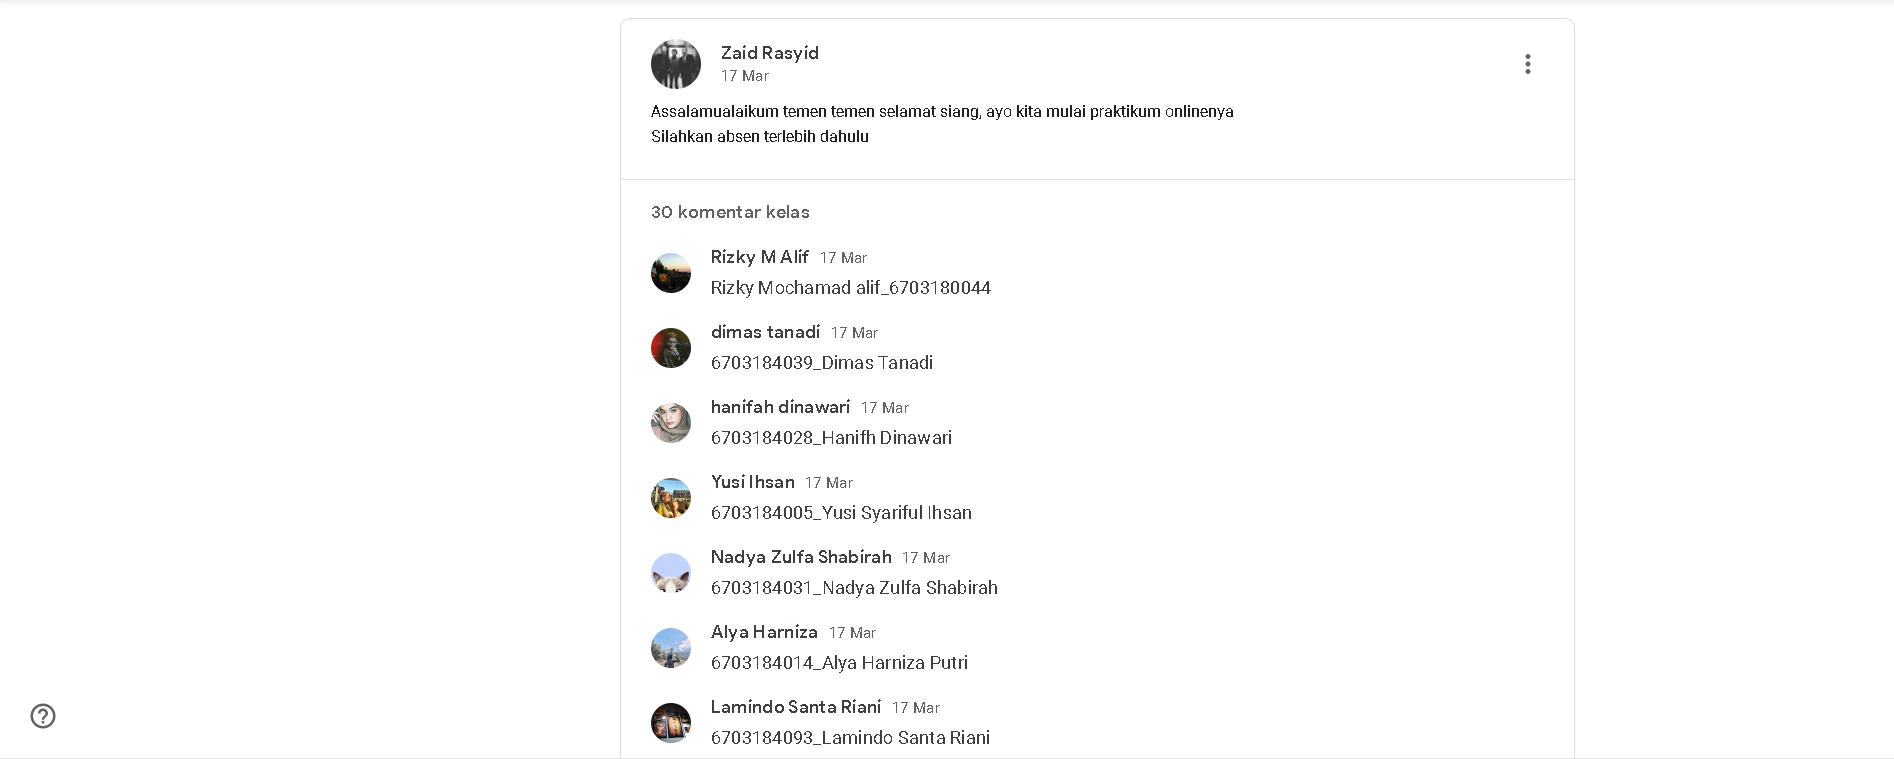 Zaid Rasyid
17 Mar
Assalamualaikum temen temen selamat siang, ayo kita mulai praktikum onlinenya
Silahkan absen terlebih dahulu
30 komentar kelas
Rizky M Alif 17 Mar
Rizky Mochamad alif_6703180044
dimas tanadi 17 Mar
6703184039_Dimas Tanadi
hanifah dinawari 17 Mar
6703184028_Hanifh Dinawari
Yusi Ihsan 17 Mar
6703184005_Yusi Syariful Ihsan
Nadya Zulfa Shabirah 17 Mar
6703184031_Nadya Zulfa Shabirah
Alya Harniza 17 Mar
6703184014_Alya Harniza Putri
Lamindo Santa Riani 17 Mar
6703184093_Lamindo Santa Riani